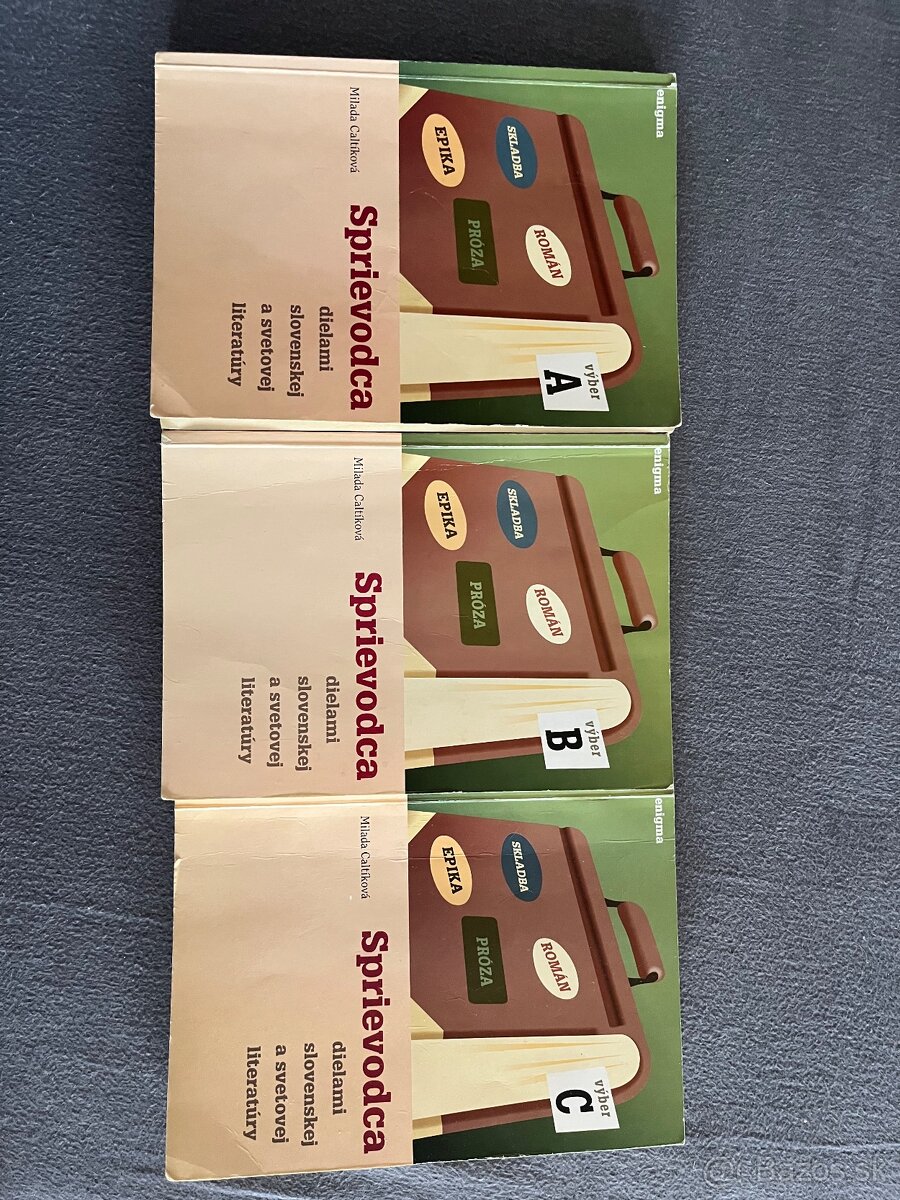 enigma
SKLADBA
EPIKA
ROMÁN
PRÓZA
výber
A
Milada Caltíková
Sprievodca
dielami
slovenskej
a svetovej
literatúry
enigma
SKLADBA
EPIKA
ROMÁN
PRÓZA
výber
B
Milada Caltíková
Sprievodca
dielami
slovenskej
a svetovej
literatúry
enigma
SKLADBA
EPIKA
ROMÁN
PRÓZA
výber
C
Milada Caltíková
Sprievodca
dielami
slovenskej
a svetovej
literatúry